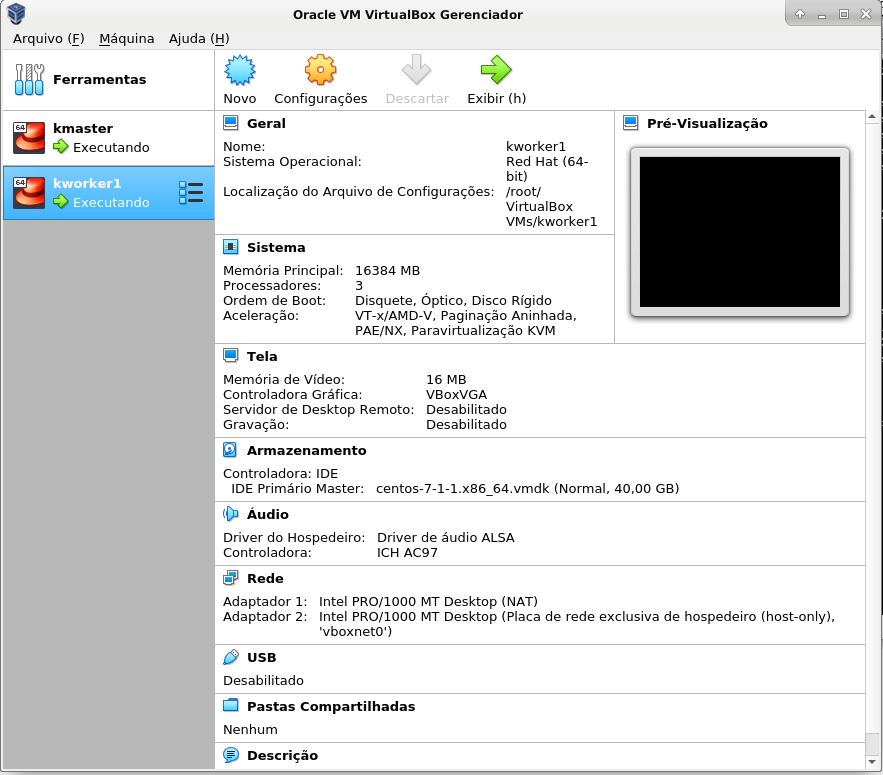 Oracle VM VirtualBox Gerenciador
Arquivo (F) Máquina Ajuda (H)
Ferramentas
Novo Configurações Descartar Exibir (h)
64
kmaster
Executando
64
kworker1
Executando
Geral
Nome: kworker1
Sistema Operacional: Red Hat (64-
bit)
Localização do Arquivo de Configurações: /root/
VirtualBox
VMs/kworker1
Pré-Visualização
Sistema
Memória Principal: 16384 MB
Processadores: 3
Ordem de Boot: Disquete, Óptico, Disco Rígido
Aceleração: VT-x/AMD-V, Paginação Aninhada,
PAE/NX, Paravirtualização KVM
Tela
Memória de Vídeo: 16 MB
Controladora Gráfica: VBoxVGA
Servidor de Desktop Remoto: Desabilitado
Gravação: Desabilitado
Armazenamento
Controladora: IDE
IDE Primário Master: centos-7-1-1.x86_64.vmdk (Normal, 40,00 GB)
Áudio
Driver do Hospedeiro: Driver de áudio ALSA
Controladora: ICH AC97
Rede
Adaptador 1: Intel PRO/1000 MT Desktop (NAT)
Adaptador 2: Intel PRO/1000 MT Desktop (Placa de rede exclusiva de hospedeiro (host-only),
'vboxnet0')
USB
Desabilitado
Pastas Compartilhadas
Nenhum
Descrição